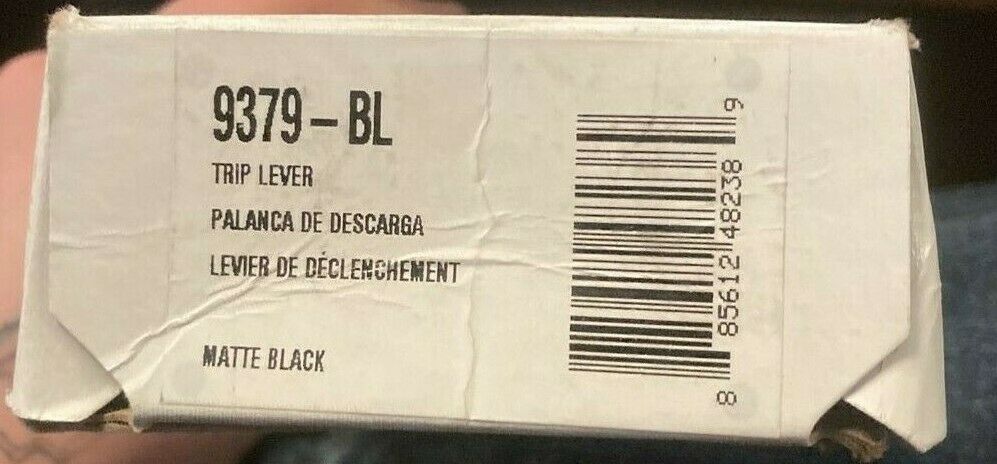 9379-BL
TRIP LEVER
PALANCA DE DESCARGA
LEVIER DE DÉCLENCHEMENT
MATTE BLACK
8 85612 48238 9